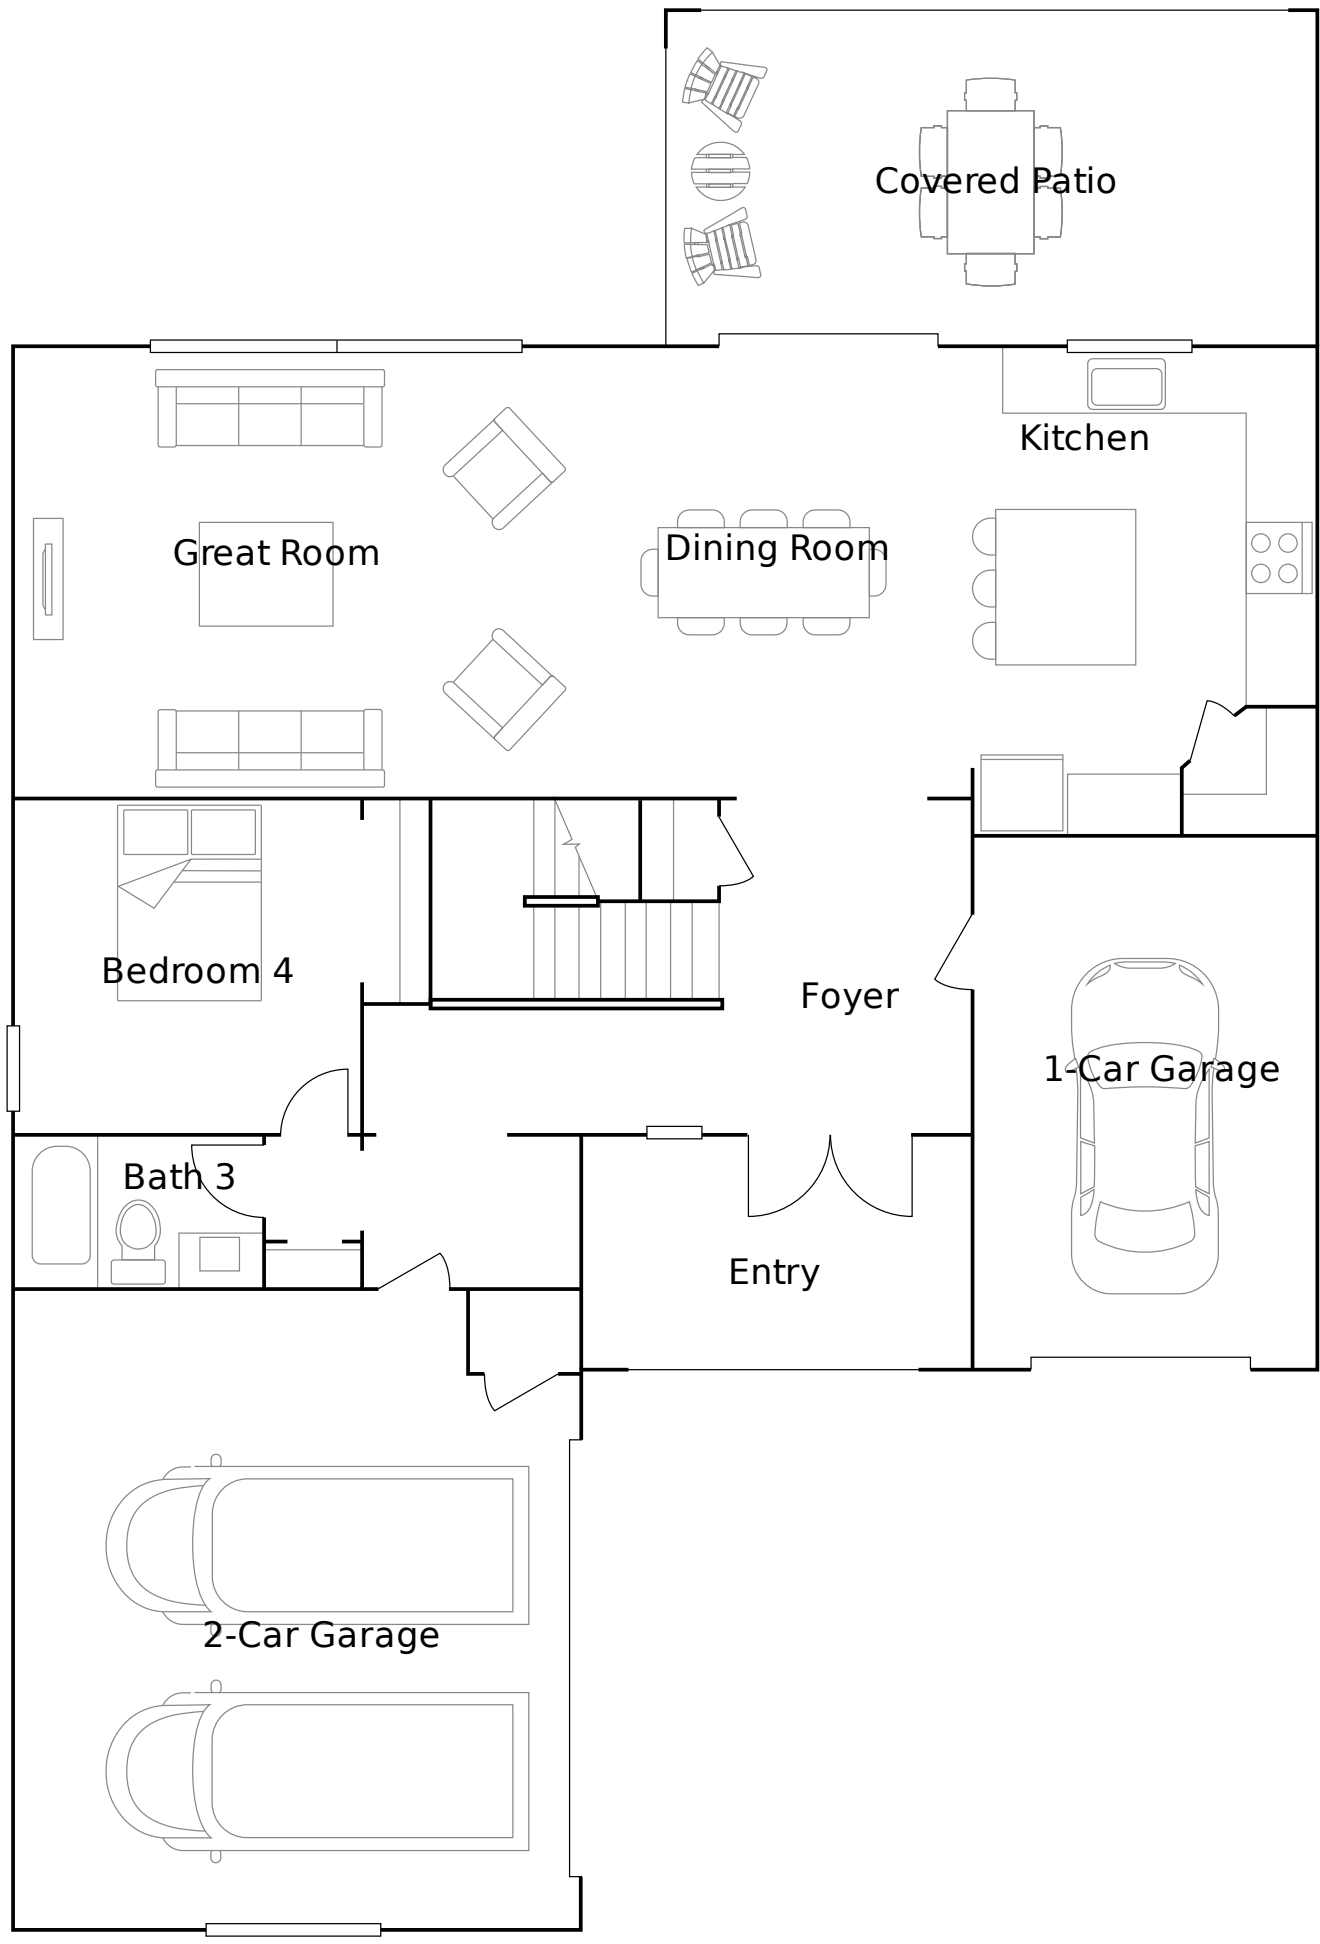 Covered Patio
Kitchen
Great Room
Dining Room
Bedroom 4
Foyer
1-Car Garage
Bath 3
Entry
2-Car Garage